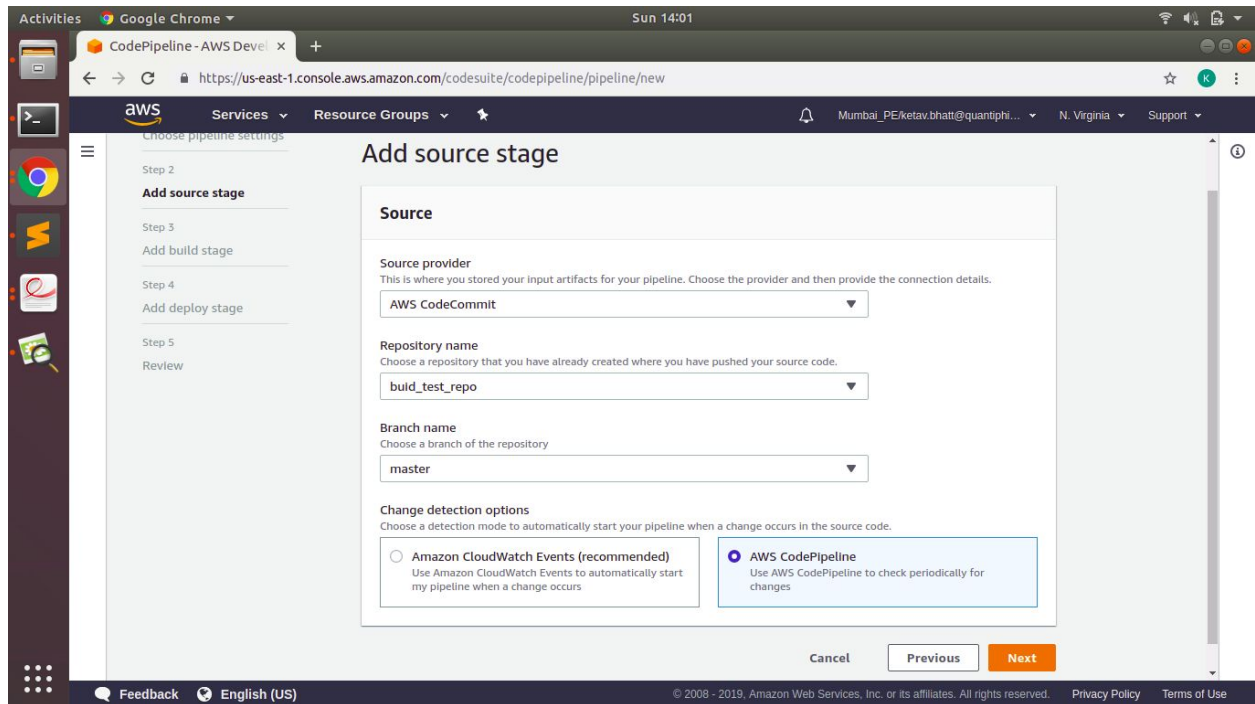 Activities Google Chrome Sun 14:01
CodePipeline - AWS Devel
https://us-east-1.console.aws.amazon.com/codesuite/codepipeline/pipeline/new K
aws Services Resource Groups Mumbai_PE/ketav.bhatt@quantiphi... N. Virginia Support
Choose pipeline settings
Step 2
Add source stage
Step 3
Add build stage
Step 4
Add deploy stage
Step 5
Review
Add source stage
Source
Source provider
This is where you stored your input artifacts for your pipeline. Choose the provider and then provide the connection details.
AWS CodeCommit
Repository name
Choose a repository that you have already created where you have pushed your source code.
buid_test_repo
Branch name
Choose a branch of the repository
master
Change detection options
Choose a detection mode to automatically start your pipeline when a change occurs in the source code.
Amazon CloudWatch Events (recommended)
Use Amazon CloudWatch Events to automatically start
my pipeline when a change occurs
AWS CodePipeline
Use AWS CodePipeline to check periodically for
changes
Cancel Previous Next
Feedback English (US) © 2008 - 2019, Amazon Web Services, Inc. or its affiliates. All rights reserved. Privacy Policy Terms of Use